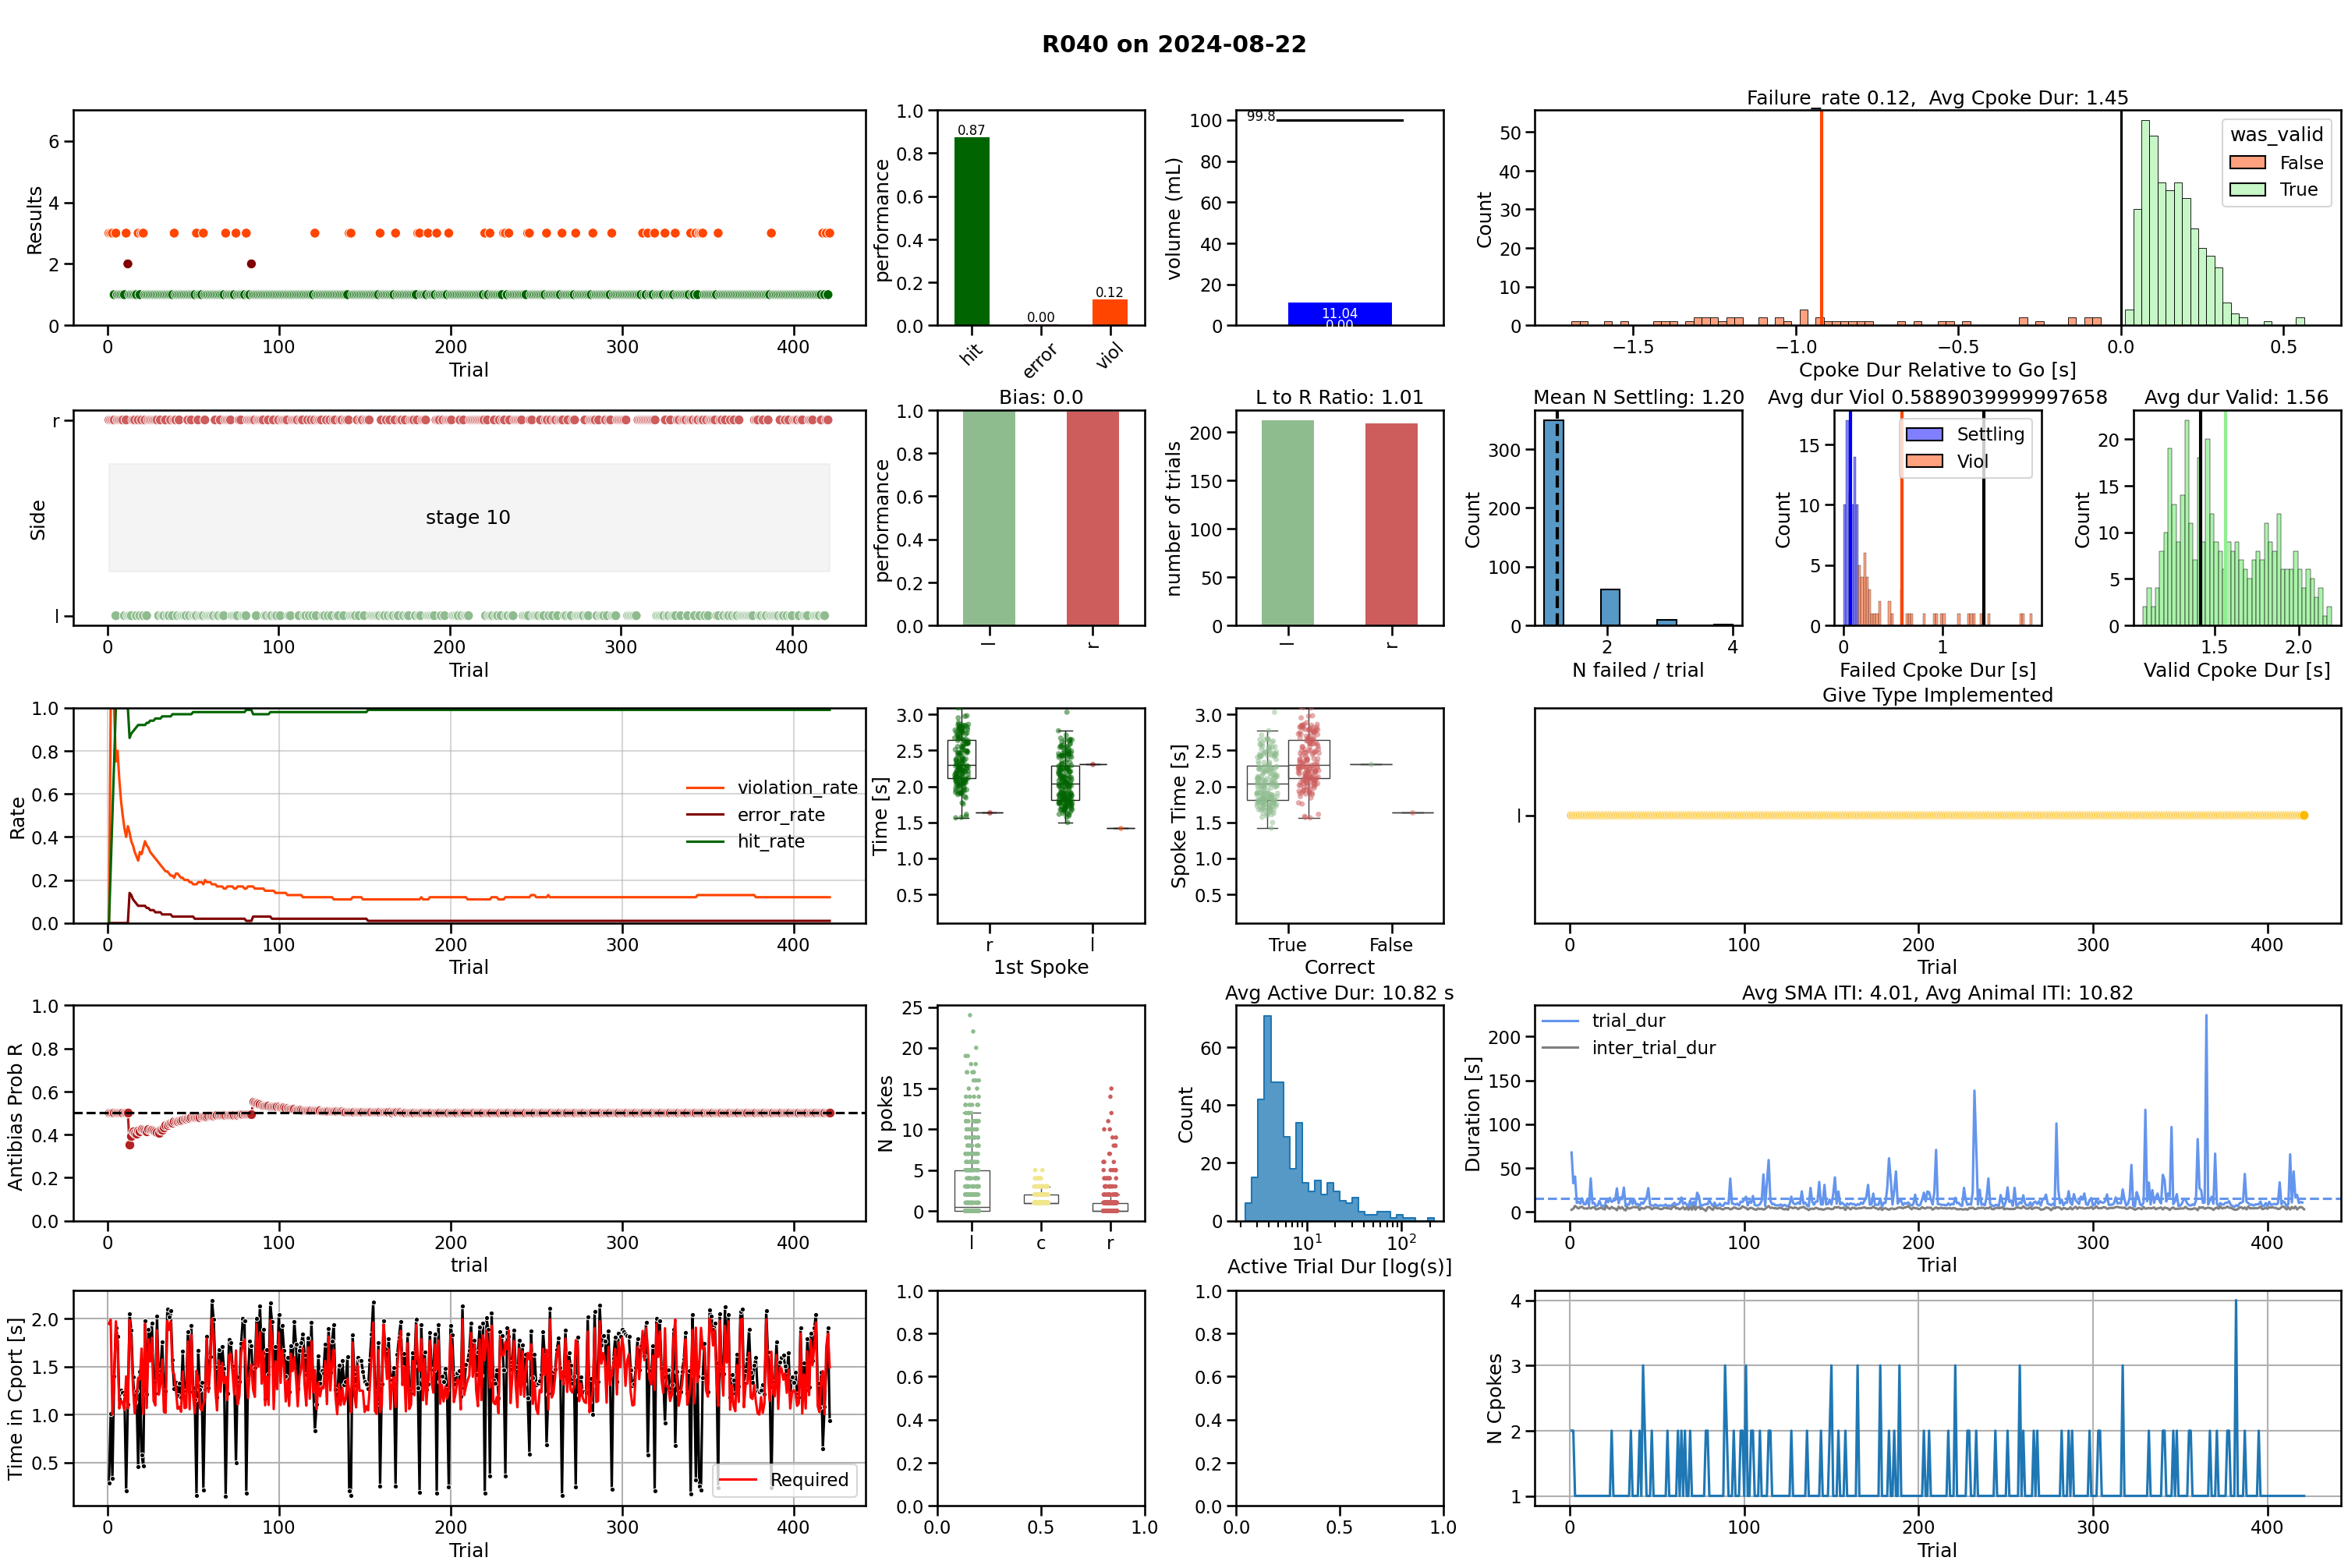 R040 on 2024-08-22
Results
6
4
2
0
0
100
200
300
400
Trial
performance
1.0
0.8
0.6
0.4
0.2
0.0
0.87
0.00
0.12
hit
error
viol
volume (mL)
100
80
60
40
20
0
99.8
11.04
0.00
Failure_rate 0.12,  Avg Cpoke Dur: 1.45
Count
50
40
30
20
10
0
was_valid
False
True
−1.5
−1.0
−0.5
0.0
0.5
Cpoke Dur Relative to Go [s]
Side
r
l
stage 10
0
100
200
300
400
Trial
Bias: 0.0
performance
1.0
0.8
0.6
0.4
0.2
0.0
l
r
L to R Ratio: 1.01
number of trials
200
150
100
50
0
l
r
Mean N Settling: 1.20
Count
300
200
100
0
2
4
N failed / trial
Avg dur Viol 0.5889039999997658
Count
15
10
5
0
Settling
Viol
0
1
Failed Cpoke Dur [s]
Avg dur Valid: 1.56
Count
20
15
10
5
0
1.5
2.0
Valid Cpoke Dur [s]
Rate
1.0
0.8
0.6
0.4
0.2
0.0
violation_rate
error_rate
hit_rate
0
100
200
300
400
Trial
Time [s]
3.0
2.5
2.0
1.5
1.0
0.5
r
l
1st Spoke
Spoke Time [s]
3.0
2.5
2.0
1.5
1.0
0.5
True
False
Correct
Give Type Implemented
l
0
100
200
300
400
Trial
Antibias Prob R
1.0
0.8
0.6
0.4
0.2
0.0
0
100
200
300
400
trial
N pokes
25
20
15
10
5
0
l
c
r
Avg Active Dur: 10.82 s
Count
60
40
20
0
10¹
10²
Active Trial Dur [log(s)]
Avg SMA ITI: 4.01, Avg Animal ITI: 10.82
Duration [s]
200
150
100
50
0
trial_dur
inter_trial_dur
0
100
200
300
400
Trial
Time in Cport [s]
2.0
1.5
1.0
0.5
Required
0
100
200
300
400
Trial
1.0
0.8
0.6
0.4
0.2
0.0
0.0
0.5
1.0
1.0
0.8
0.6
0.4
0.2
0.0
0.0
0.5
1.0
N Cpokes
4
3
2
1
0
100
200
300
400
Trial